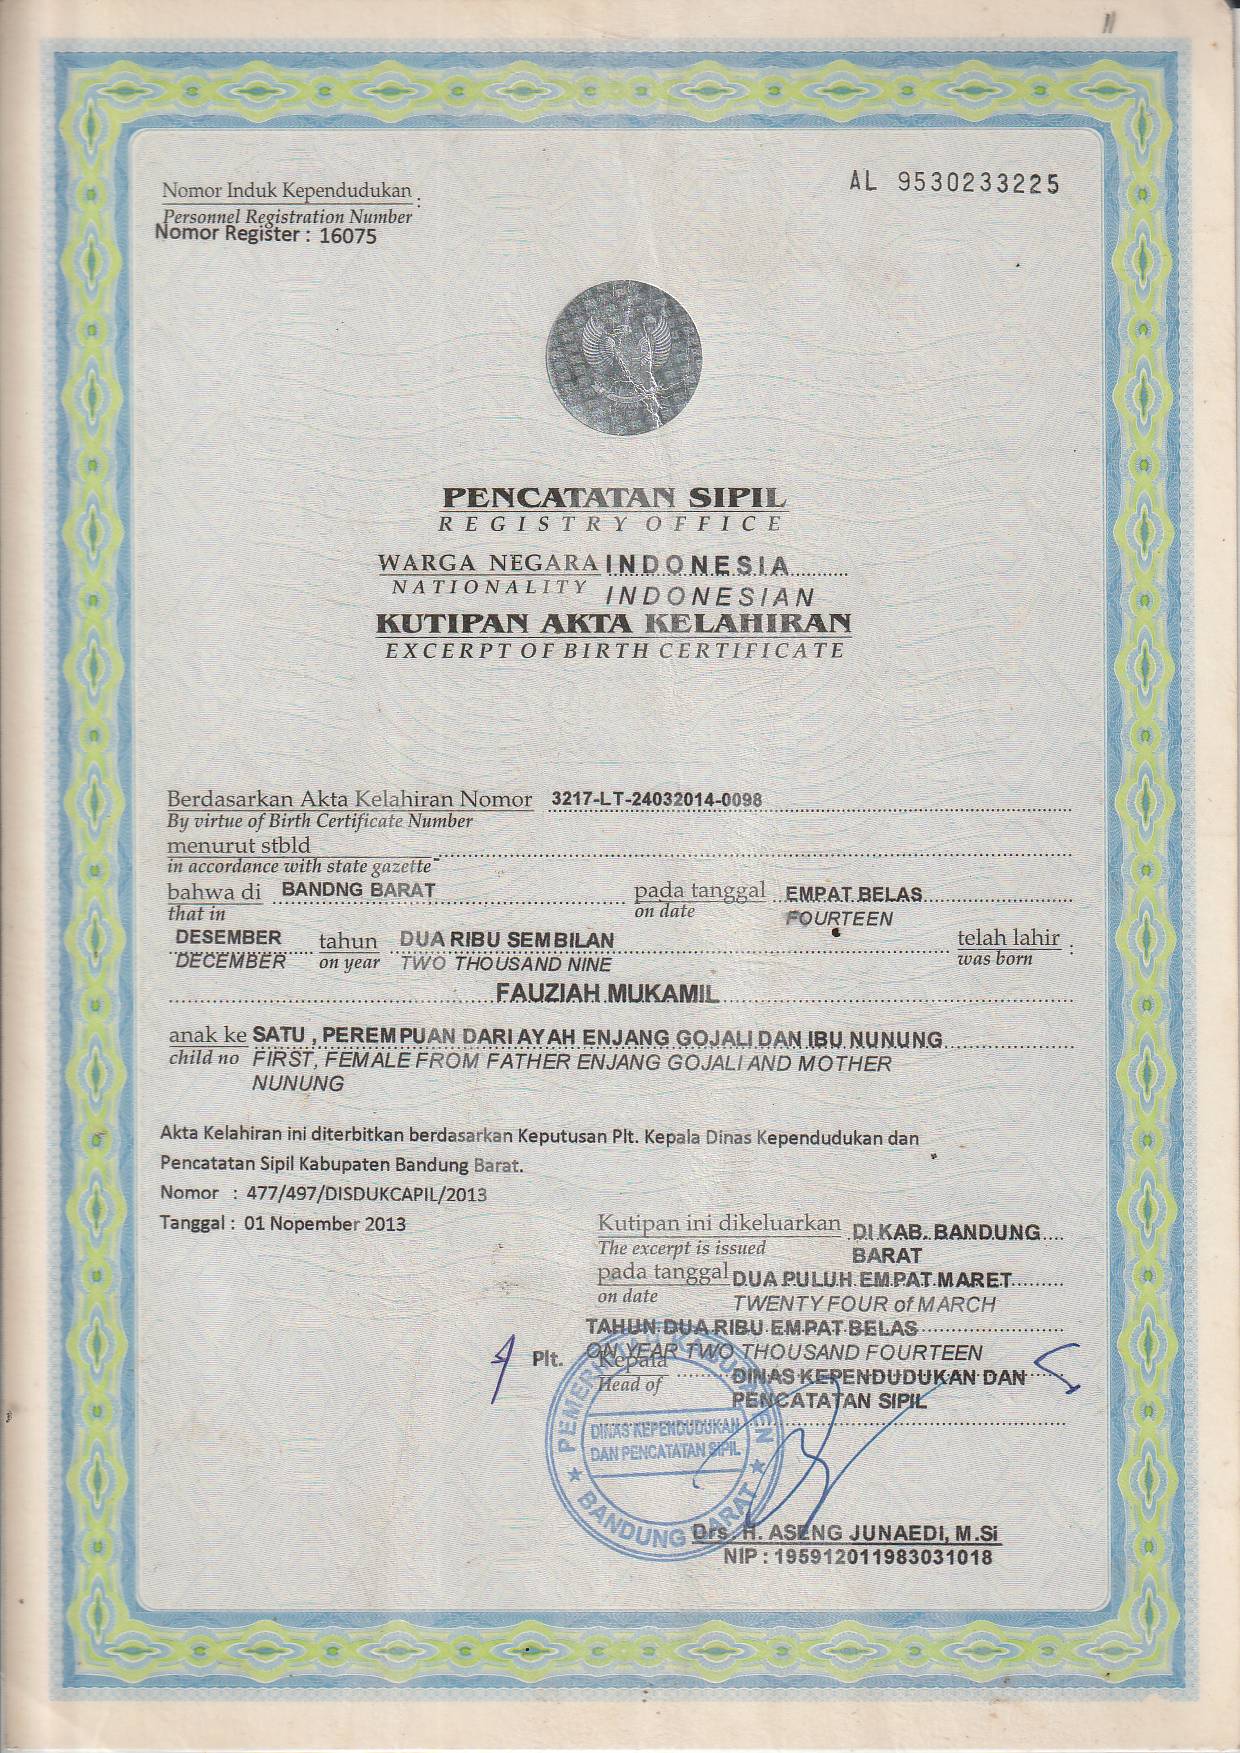 AL 9530233225
Nomor Induk Kependudukan :
Personnel Registration Number
Nomor Register : 16075
PENCATATAN SIPIL
REGISTRY OFFICE
WARGA NEGARA INDONESIA
NATIONALITY INDONESIAN
KUTIPAN AKTA KELAHIRAN
EXCERPT OF BIRTH CERTIFICATE
Berdasarkan Akta Kelahiran Nomor 3217-LT-24032014-0098
By virtue of Birth Certificate Number
menurut stbld -
in accordance with state gazette
bahwa di BANDNG BARAT pada tanggal EMPAT BELAS
that in on date FOURTEEN
DESEMBER tahun DUA RIBU SEMBILAN telah lahir :
DECEMBER on year TWO THOUSAND NINE was born
FAUZIAH MUKAMIL
anak ke SATU , PEREMPUAN DARI AYAH ENJANG GOJALI DAN IBU NUNUNG
child no FIRST, FEMALE FROM FATHER ENJANG GOJALI AND MOTHER
NUNUNG
Akta Kelahiran ini diterbitkan berdasarkan Keputusan Plt. Kepala Dinas Kependudukan dan
Pencatatan Sipil Kabupaten Bandung Barat.
Nomor : 477/497/DISDUKCAPIL/2013
Tanggal : 01 Nopember 2013
Kutipan ini dikeluarkan DI KAB. BANDUNG
The excerpt is issued BARAT
pada tanggal DUA PULUH EMPAT MARET
on date TWENTY FOUR of MARCH
TAHUN DUA RIBU EMPAT BELAS
ON YEAR TWO THOUSAND FOURTEEN
Plt. Kepala DINAS KEPENDUDUKAN DAN
Head of PENCATATAN SIPIL
PEMERINTAH KABUPATEN
DINAS KEPENDUDUKAN
DAN PENCATATAN SIPIL
BANDUNG BARAT
Drs. H. ASENG JUNAEDI, M.Si
NIP : 195912011983031018